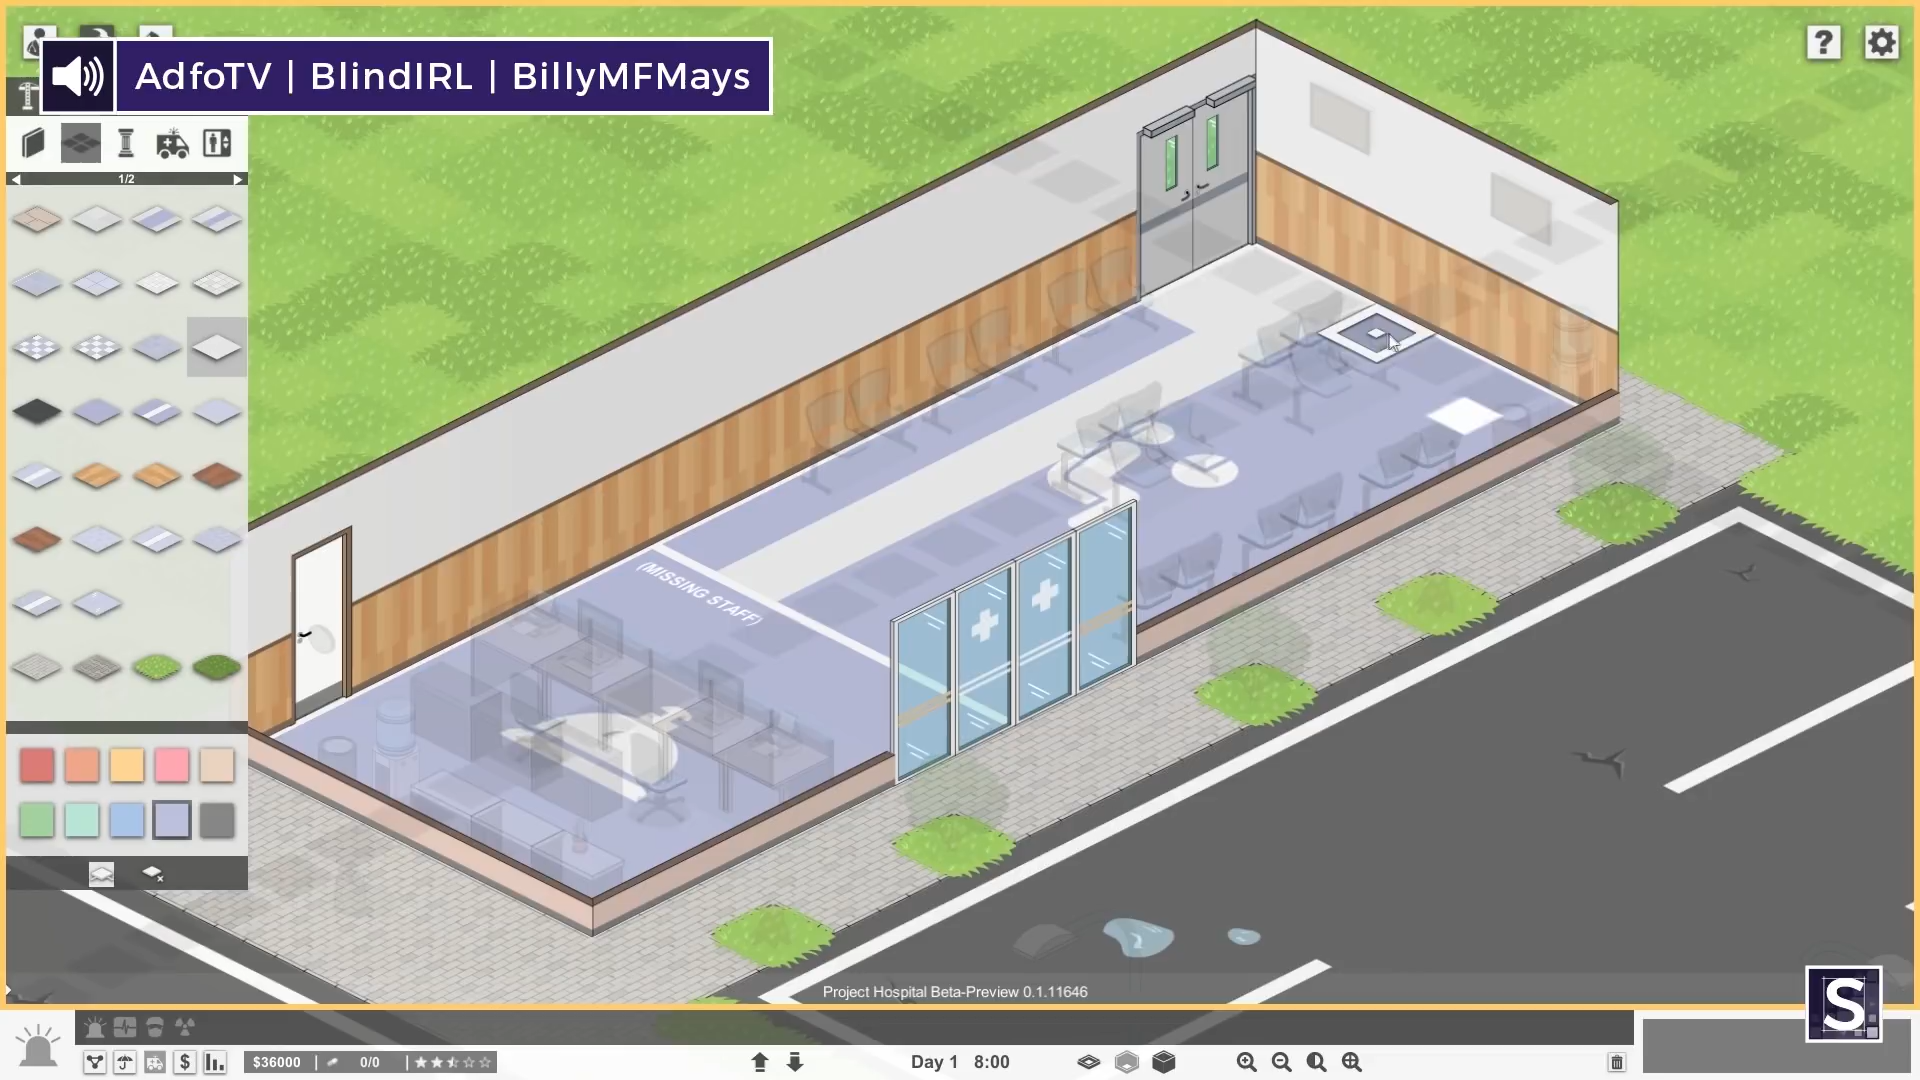 AdfoTV | BlindIRL | BillyMFMays
?
1/2
(MISSING STAFF)
Project Hospital Beta-Preview 0.1.11646
S
$
$36000 | 0/0 |
Day 1 8:00